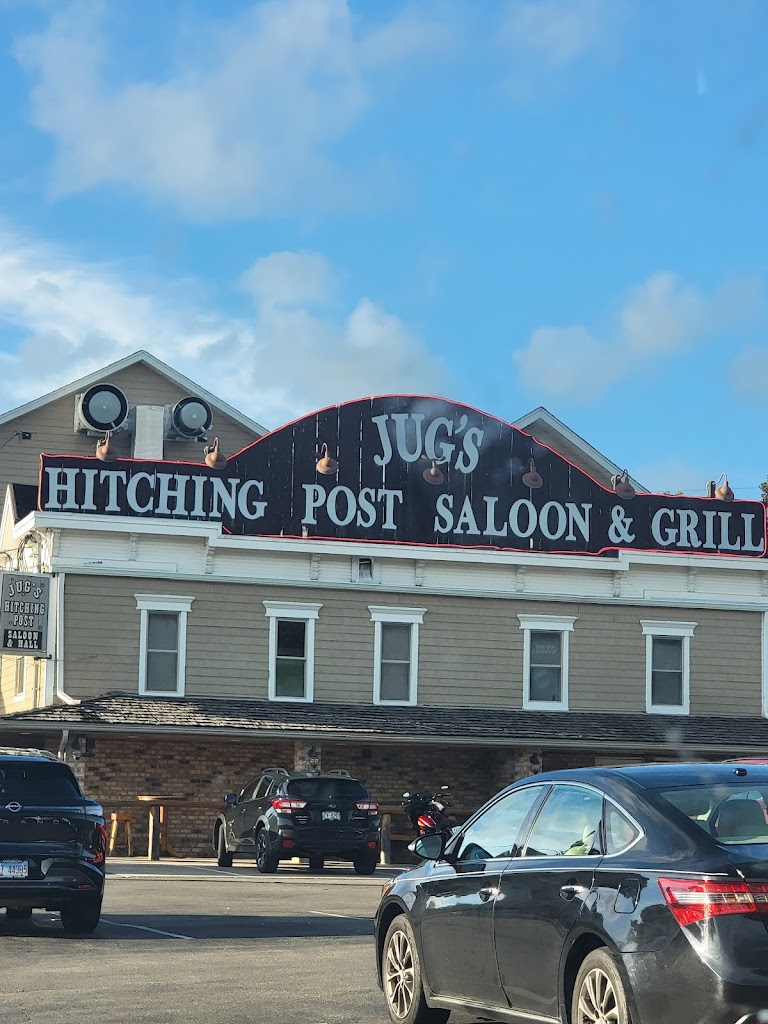 JUG'S
HITCHING POST SALOON & GRILL
JUG'S
HITCHING
POST
SALOON
& HALL